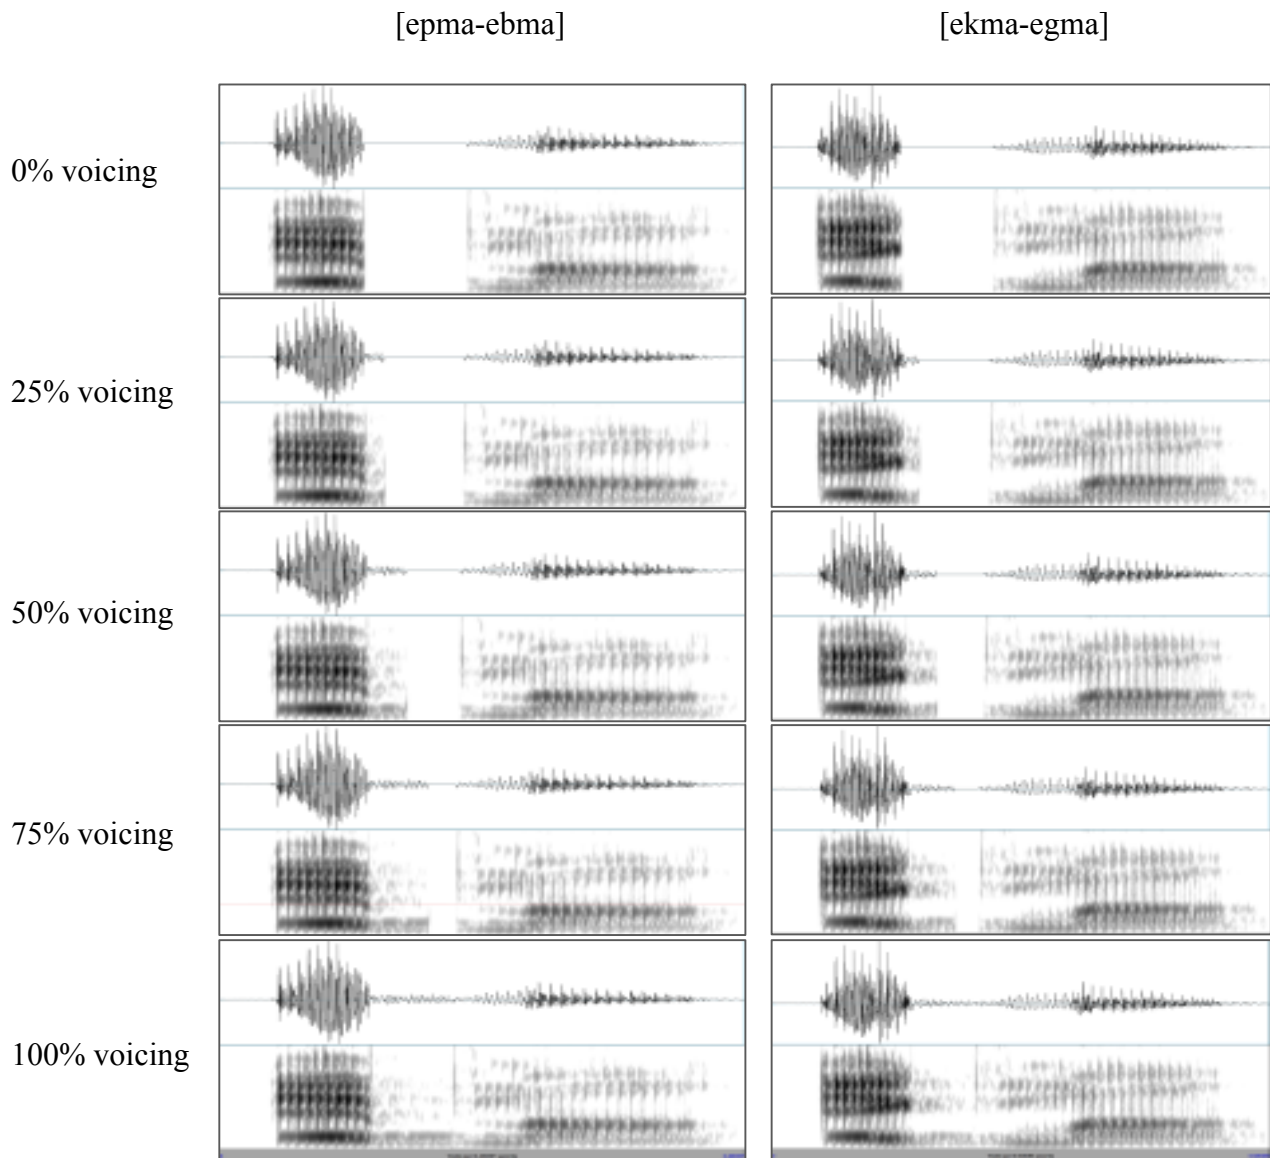 [epma-ebma] [ekma-egma]
0% voicing
25% voicing
50% voicing
75% voicing
100% voicing